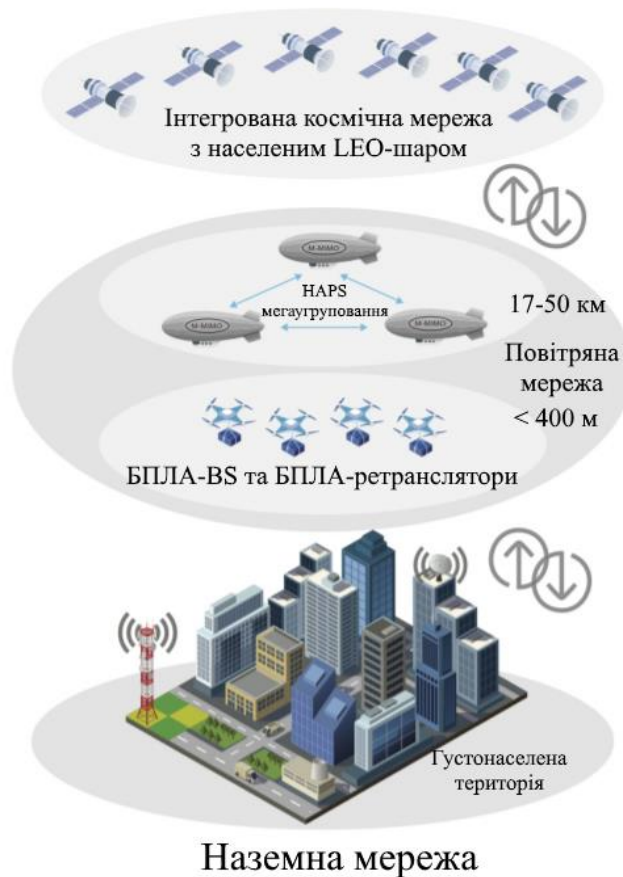 Інтегрована космічна мережа
з населеним LEO-шаром
M-MIMO
HAPS
мегаугруповання
M-MIMO
M-MIMO
17-50 км
Повітряна
мережа
< 400 м
БПЛА-BS та БПЛА-ретранслятори
Густонаселена
територія
Наземна мережа